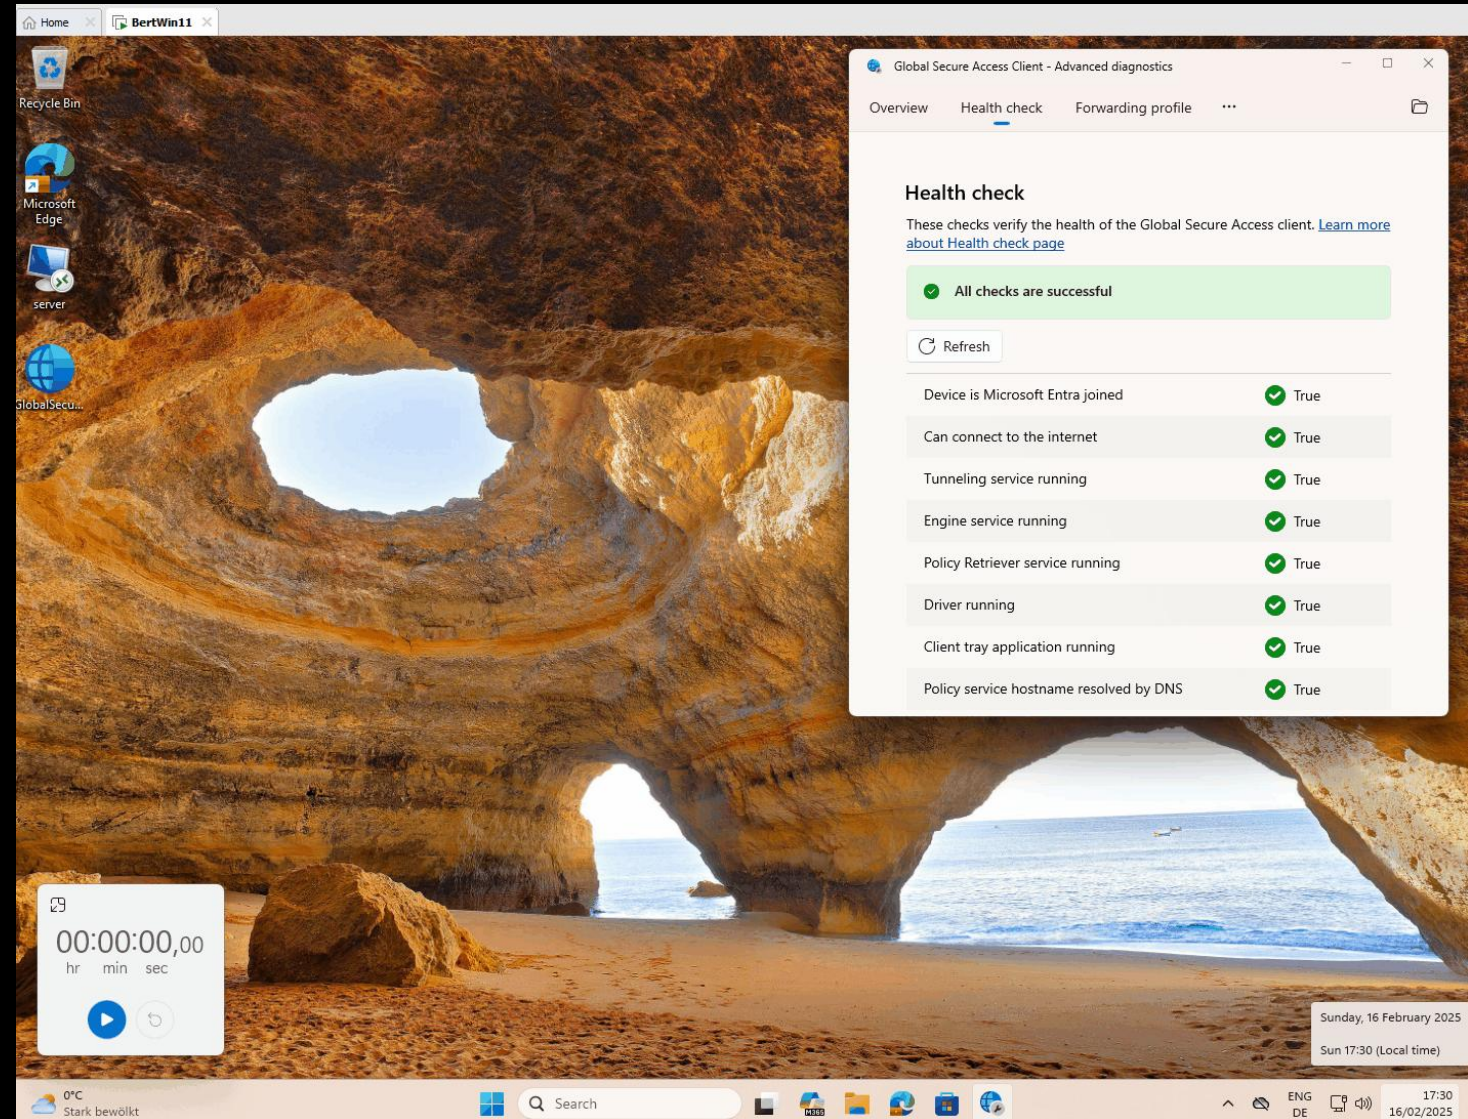 Home
BertWin11
Recycle Bin
Microsoft
Edge
server
GlobalSecu...
Global Secure Access Client - Advanced diagnostics
Overview Health check Forwarding profile ...
Health check
These checks verify the health of the Global Secure Access client. Learn more
about Health check page
All checks are successful
Refresh
Device is Microsoft Entra joined True
Can connect to the internet True
Tunneling service running True
Engine service running True
Policy Retriever service running True
Driver running True
Client tray application running True
Policy service hostname resolved by DNS True
00:00:00,00
hr min sec
Sunday, 16 February 2025
Sun 17:30 (Local time)
0°C
Stark bewölkt
Search
M365
ENG
DE
17:30
16/02/2025